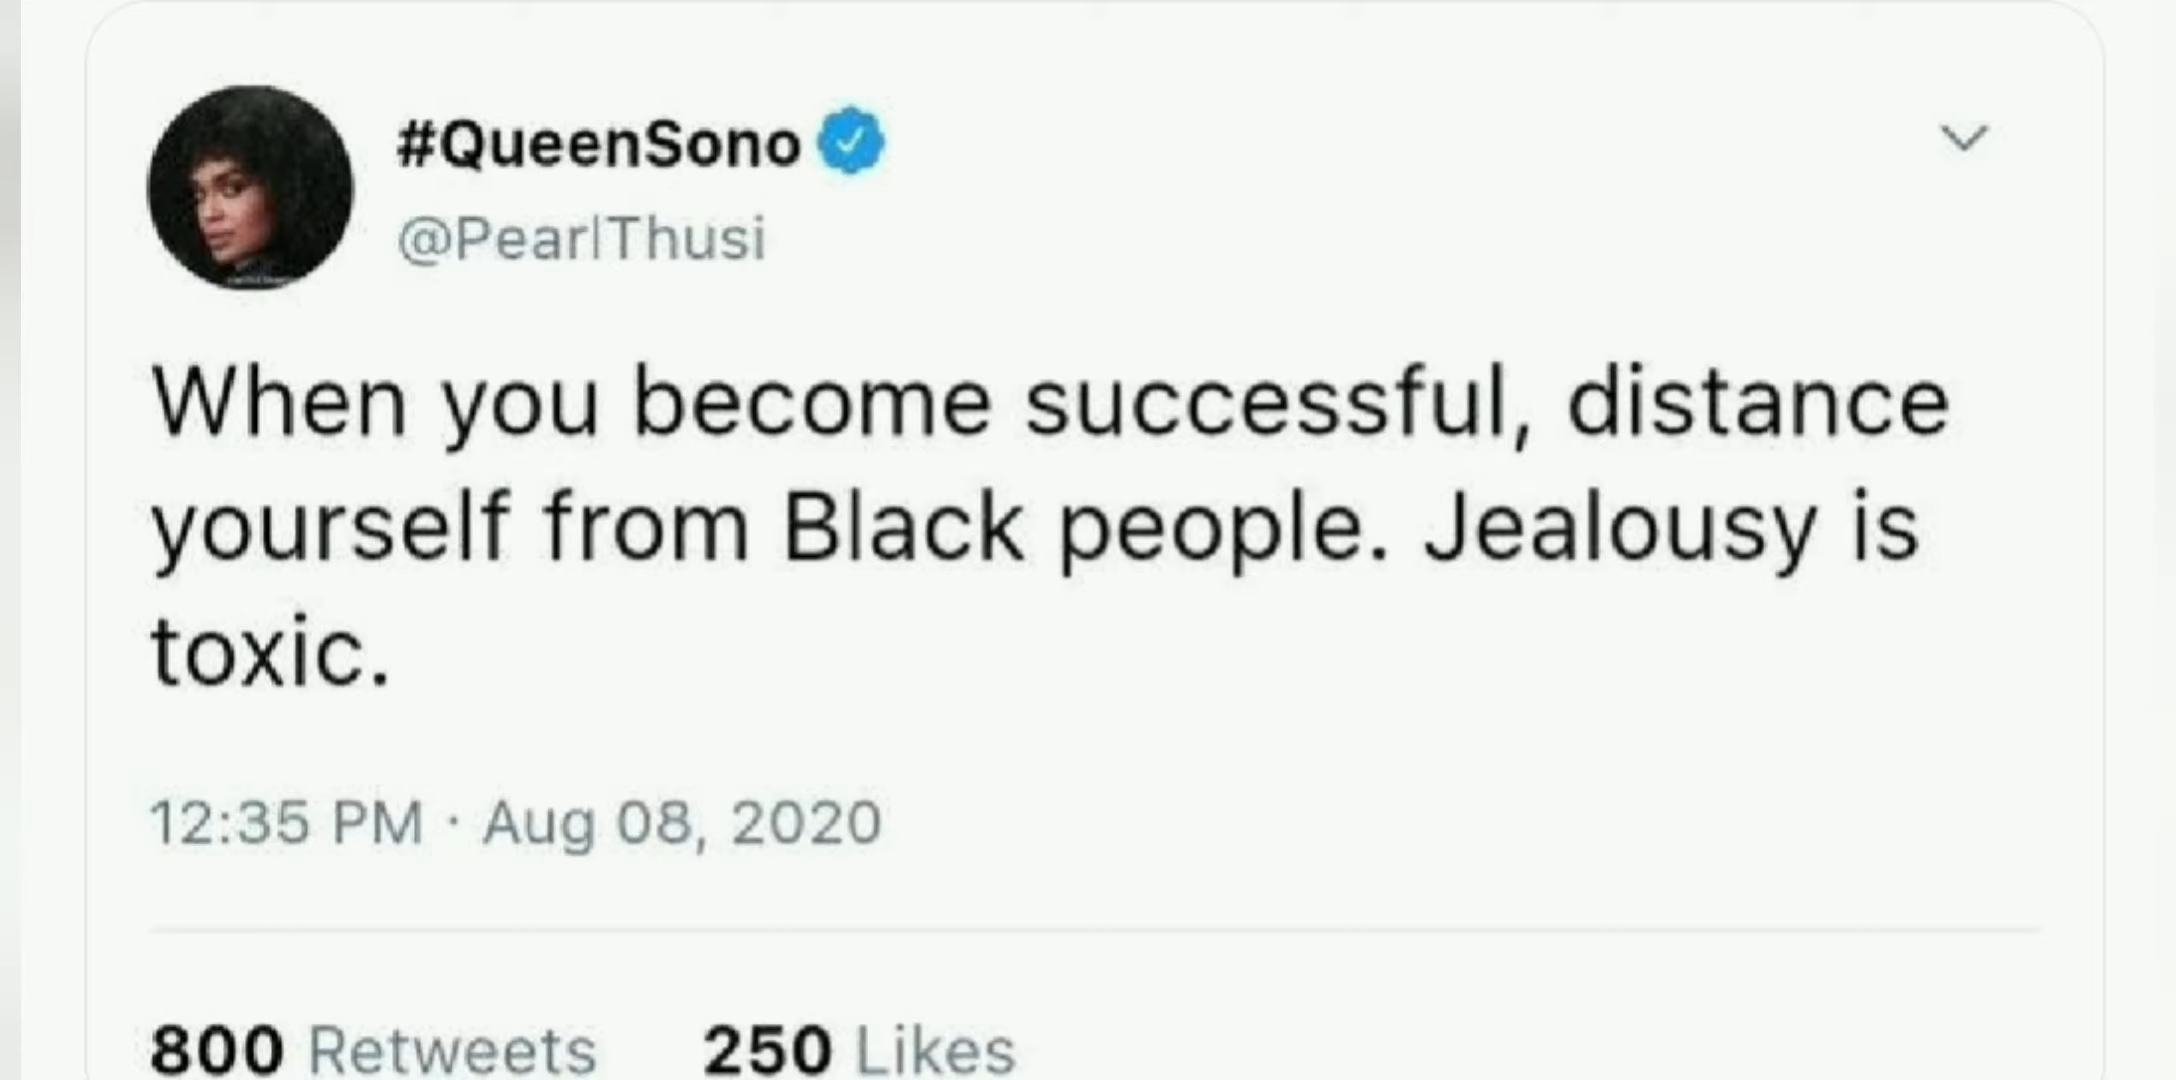 #QueenSono
@PearlThusi
When you become successful, distance
yourself from Black people. Jealousy is
toxic.
12:35 PM · Aug 08, 2020
800 Retweets 250 Likes